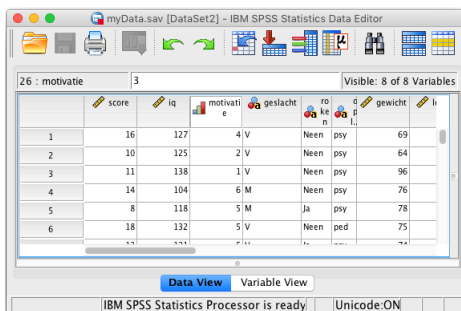 myData.sav [DataSet2] - IBM SPSS Statistics Data Editor
26 : motivatie 3 Visible: 8 of 8 Variables
score iq motivati e geslacht ro ke n gewicht
1 16 127 4 V Neen psy 69
2 10 125 2 V Neen psy 64
3 11 138 1 V Neen psy 96
4 14 104 6 M Neen psy 76
5 8 118 5 M Ja psy 78
6 18 132 5 V Neen ped 75
Data View Variable View
IBM SPSS Statistics Processor is ready Unicode:ON